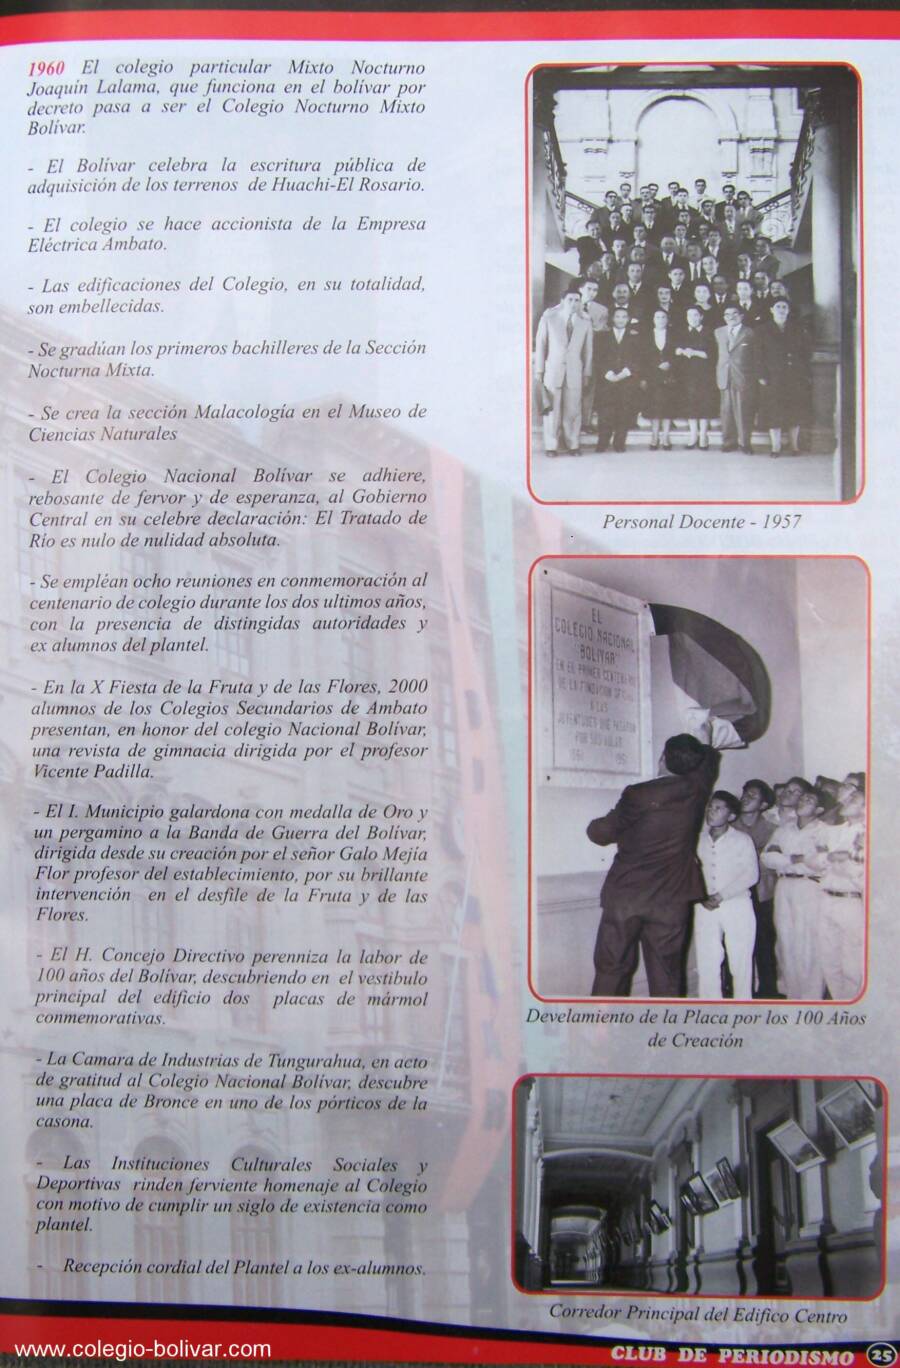 1960 El colegio particular Mixto Nocturno
Joaquín Lalama, que funciona en el bolívar por
decreto pasa a ser el Colegio Nocturno Mixto
Bolívar.
- El Bolívar celebra la escritura pública de
adquisición de los terrenos de Huachi-El Rosario.
- El colegio se hace accionista de la Empresa
Eléctrica Ambato.
- Las edificaciones del Colegio, en su totalidad,
son embellecidas.
- Se gradúan los primeros bachilleres de la Sección
Nocturna Mixta.
- Se crea la sección Malacología en el Museo de
Ciencias Naturales
- El Colegio Nacional Bolívar se adhiere,
rebosante de fervor y de esperanza, al Gobierno
Central en su celebre declaración: El Tratado de
Río es nulo de nulidad absoluta.
- Se empléan ocho reuniones en conmemoración al
centenario de colegio durante los dos ultimos años,
con la presencia de distingidas autoridades y
ex alumnos del plantel.
- En la X Fiesta de la Fruta y de las Flores, 2000
alumnos de los Colegios Secundarios de Ambato
presentan, en honor del colegio Nacional Bolívar,
una revista de gimnacia dirigida por el profesor
Vicente Padilla.
- El I. Municipio galardona con medalla de Oro y
un pergamino a la Banda de Guerra del Bolívar,
dirigida desde su creación por el señor Galo Mejía
Flor profesor del establecimiento, por su brillante
intervención en el desfile de la Fruta y de las
Flores.
- El H. Concejo Directivo perenniza la labor de
100 años del Bolívar, descubriendo en el vestibulo
principal del edificio dos placas de mármol
conmemorativas.
- La Camara de Industrias de Tungurahua, en acto
de gratitud al Colegio Nacional Bolívar, descubre
una placa de Bronce en uno de los pórticos de la
casona.
- Las Instituciones Culturales Sociales y
Deportivas rinden ferviente homenaje al Colegio
con motivo de cumplir un siglo de existencia como
plantel.
- Recepción cordial del Plantel a los ex-alumnos.
Personal Docente - 1957
EL
COLEGIO NACIONAL
"BOLIVAR"
EN EL PRIMER CENTENARIO
DE LA FUNDACION
A LAS
JUVENTUDES QUE PASARON
POR SUS AULAS
Develamiento de la Placa por los 100 Años
de Creación
Corredor Principal del Edifico Centro
www.colegio-bolivar.com
CLUB DE PERIODISMO 25